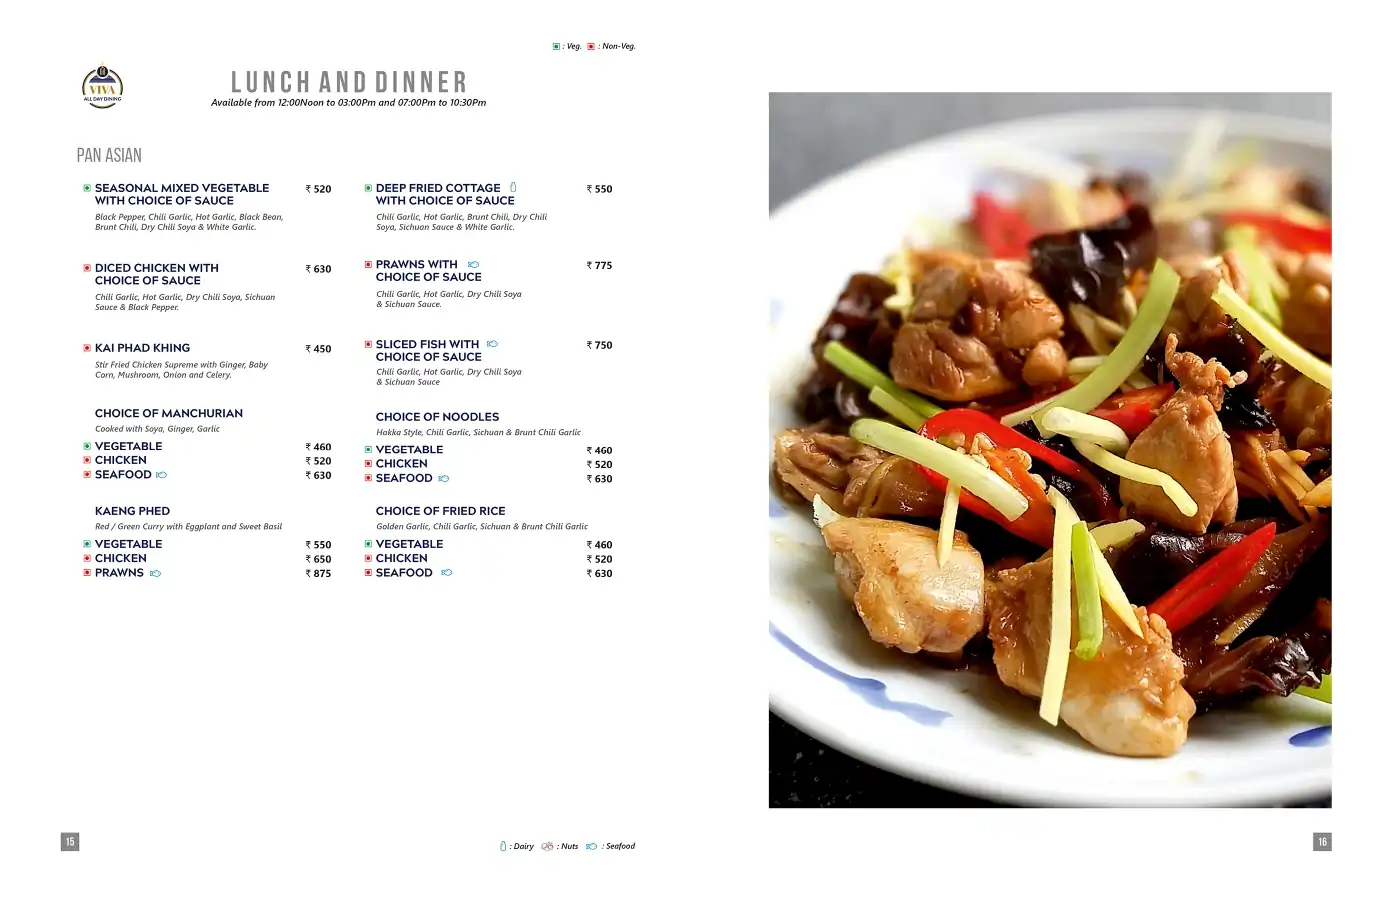 : Veg. : Non-Veg.
VIVA
ALL DAY DINING
LUNCH AND DINNER
Available from 12:00Noon to 03:00Pm and 07:00Pm to 10:30Pm
PAN ASIAN
SEASONAL MIXED VEGETABLE ₹ 520
WITH CHOICE OF SAUCE
Black Pepper, Chili Garlic, Hot Garlic, Black Bean,
Brunt Chili, Dry Chili Soya & White Garlic.
DICED CHICKEN WITH ₹ 630
CHOICE OF SAUCE
Chili Garlic, Hot Garlic, Dry Chili Soya, Sichuan
Sauce & Black Pepper.
KAI PHAD KHING ₹ 450
Stir Fried Chicken Supreme with Ginger, Baby
Corn, Mushroom, Onion and Celery.
CHOICE OF MANCHURIAN
Cooked with Soya, Ginger, Garlic
VEGETABLE ₹ 460
CHICKEN ₹ 520
SEAFOOD ₹ 630
KAENG PHED
Red / Green Curry with Eggplant and Sweet Basil
VEGETABLE ₹ 550
CHICKEN ₹ 650
PRAWNS ₹ 875
DEEP FRIED COTTAGE ₹ 550
WITH CHOICE OF SAUCE
Chili Garlic, Hot Garlic, Brunt Chili, Dry Chili
Soya, Sichuan Sauce & White Garlic.
PRAWNS WITH ₹ 775
CHOICE OF SAUCE
Chili Garlic, Hot Garlic, Dry Chili Soya
& Sichuan Sauce.
SLICED FISH WITH ₹ 750
CHOICE OF SAUCE
Chili Garlic, Hot Garlic, Dry Chili Soya
& Sichuan Sauce
CHOICE OF NOODLES
Hakka Style, Chili Garlic, Sichuan & Brunt Chili Garlic
VEGETABLE ₹ 460
CHICKEN ₹ 520
SEAFOOD ₹ 630
CHOICE OF FRIED RICE
Golden Garlic, Chili Garlic, Sichuan & Brunt Chili Garlic
VEGETABLE ₹ 460
CHICKEN ₹ 520
SEAFOOD ₹ 630
15
: Dairy : Nuts : Seafood
16